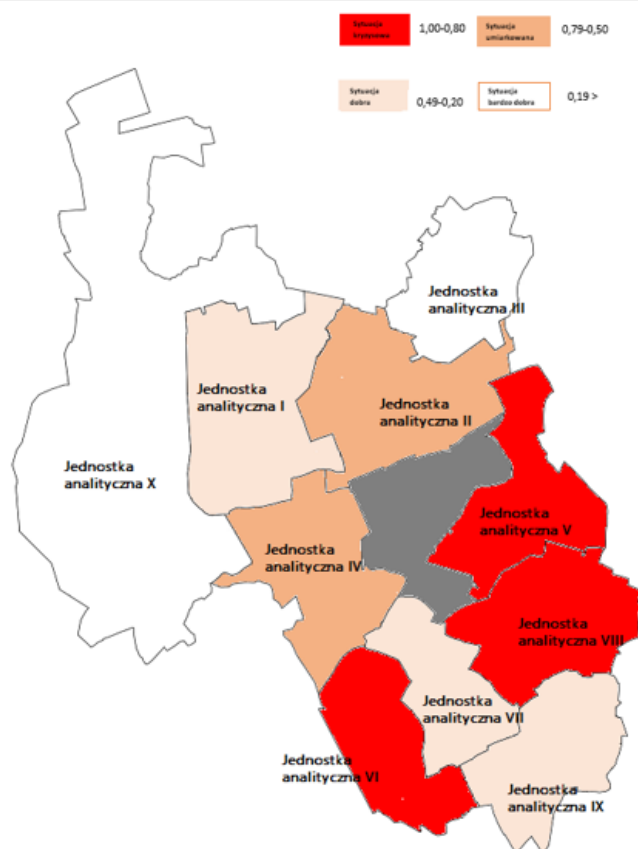 Sytuacja
kryzysowa
1,00-0,80
Sytuacja
umiarkowana
0,79-0,50
Sytuacja
dobra
0,49-0,20
Sytuacja
bardzo dobra
0,19 >
Jednostka
analityczna III
Jednostka
analityczna I
Jednostka
analityczna II
Jednostka
analityczna X
Jednostka
analityczna V
Jednostka
analityczna IV
Jednostka
analityczna VIII
Jednostka
analityczna VII
Jednostka
analityczna VI
Jednostka
analityczna IX